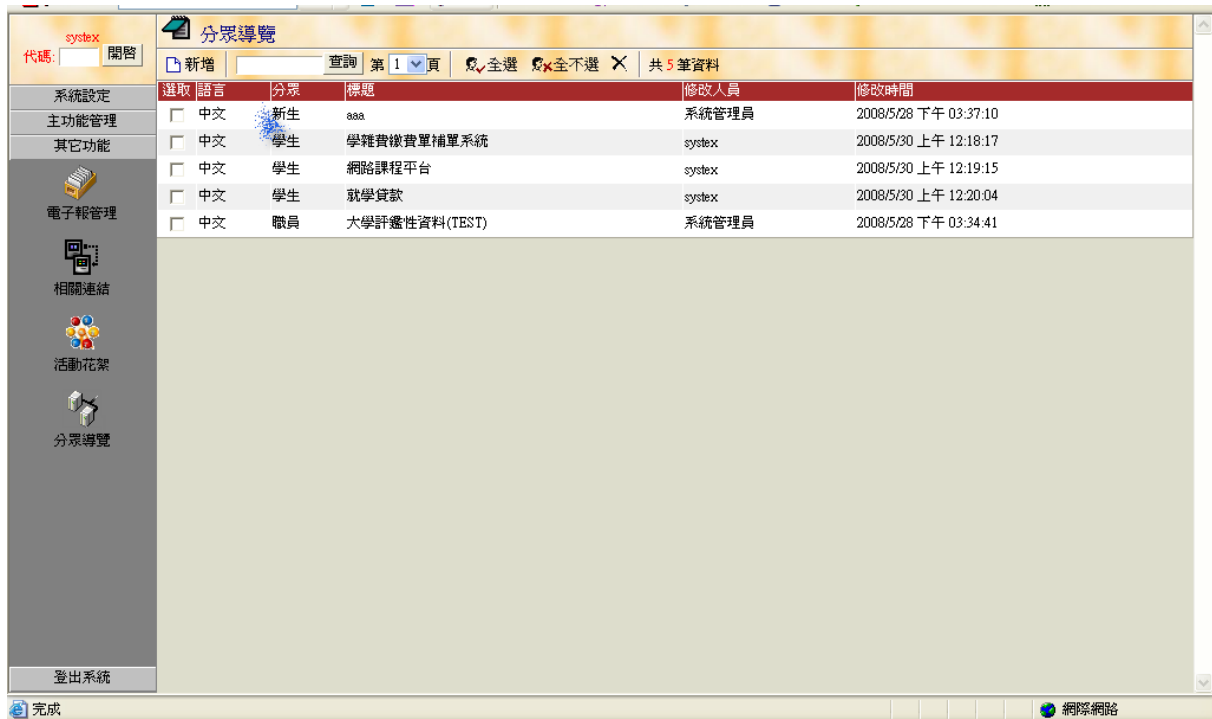 systex
代碼: 開啓
系統設定
主功能管理
其它功能
電子報管理
相關連結
活動花絮
分眾導覽
登出系統
分眾導覽
新增 查詢 第 1 頁 全選 全不選 共 5 筆資料
選取 語言 分眾 標題 修改人員 修改時間
中文 新生 aaa 系統管理員 2008/5/28 下午 03:37:10
中文 學生 學雜費繳費單補單系統 systex 2008/5/30 上午 12:18:17
中文 學生 網路課程平台 systex 2008/5/30 上午 12:19:15
中文 學生 就學貸款 systex 2008/5/30 上午 12:20:04
中文 職員 大學評鑑性資料(TEST) 系統管理員 2008/5/28 下午 03:34:41
完成 網際網路